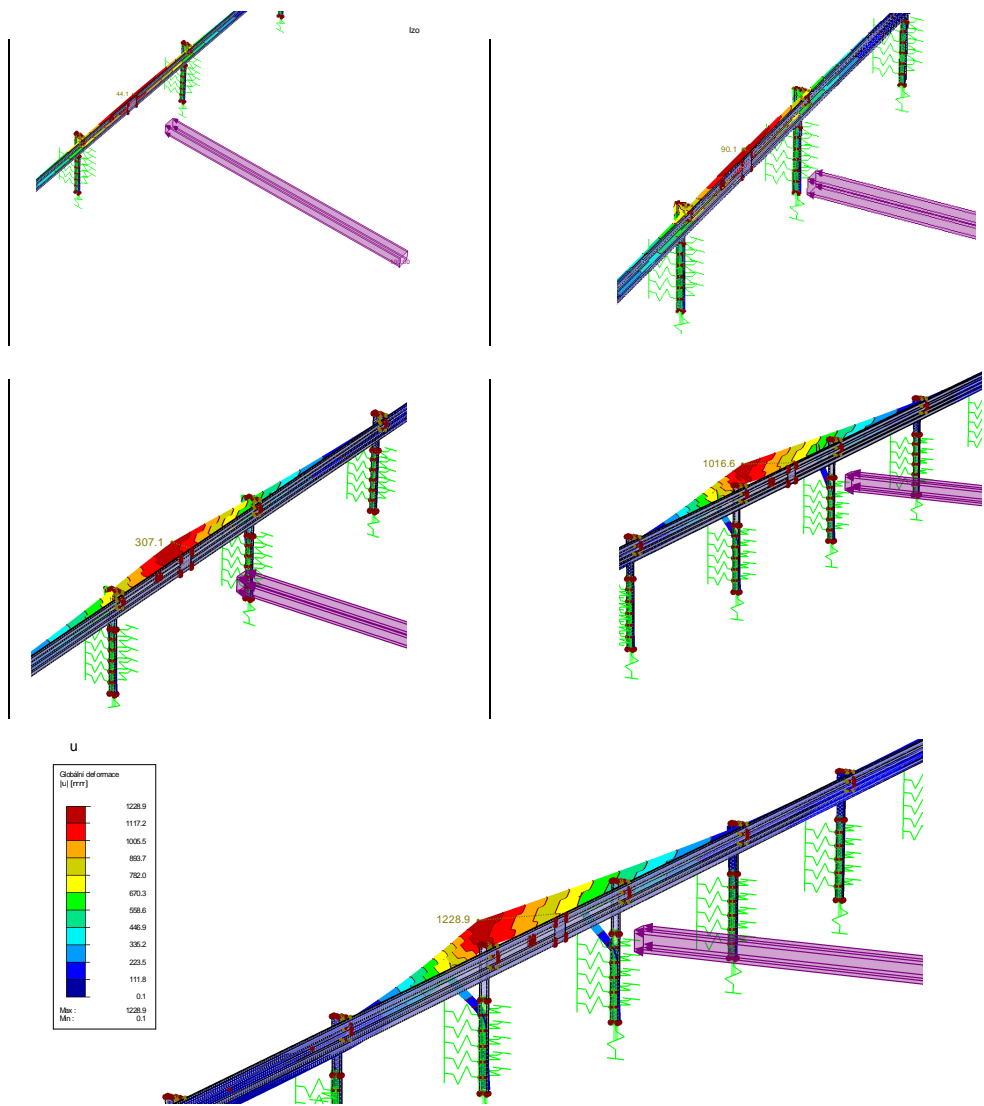 Izo
44.1
90.1
307.1
1016.6
u
Globální deformace
|u| [mm]
1228.9
1117.2
1005.5
893.7
782.0
670.3
558.6
446.9
335.2
223.5
111.8
0.1
Max : 1228.9
Min : 0.1
1228.9